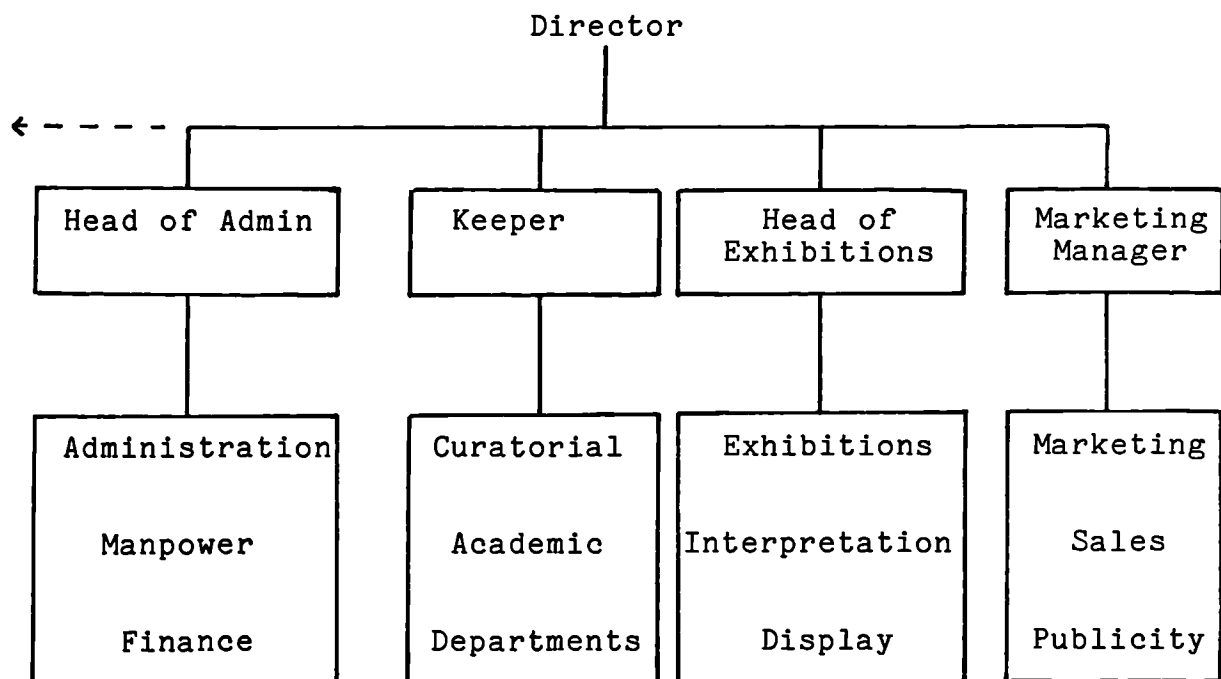 Director
Head of Admin
Keeper
Head of
Exhibitions
Marketing
Manager
Administration
Manpower
Finance
Curatorial
Academic
Departments
Exhibitions
Interpretation
Display
Marketing
Sales
Publicity